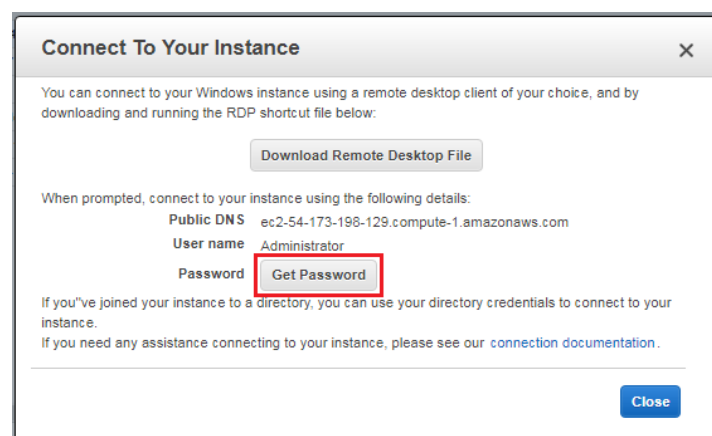 Connect To Your Instance
You can connect to your Windows instance using a remote desktop client of your choice, and by
downloading and running the RDP shortcut file below:
Download Remote Desktop File
When prompted, connect to your instance using the following details:
Public DNS ec2-54-173-198-129.compute-1.amazonaws.com
User name Administrator
Password Get Password
If you"ve joined your instance to a directory, you can use your directory credentials to connect to your
instance.
If you need any assistance connecting to your instance, please see our connection documentation.
Close